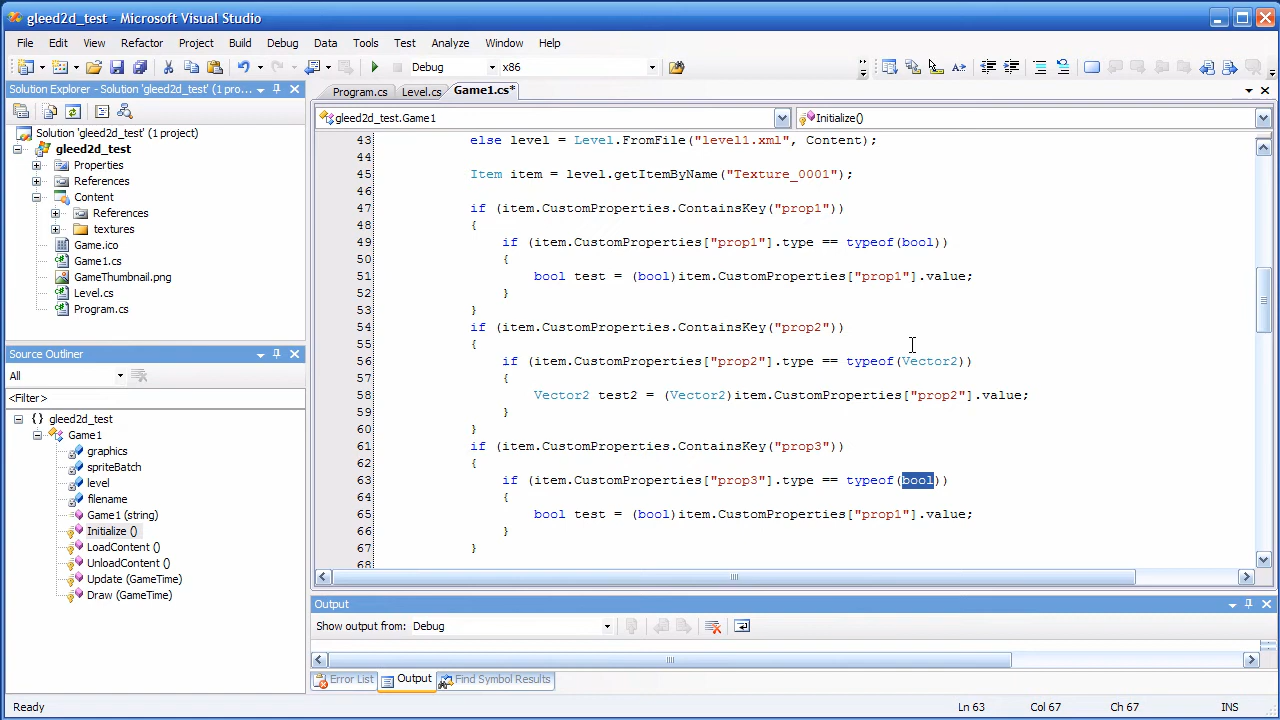 gleed2d_test - Microsoft Visual Studio
File Edit View Refactor Project Build Debug Data Tools Test Analyze Window Help
Debug x86
Solution Explorer - Solution 'gleed2d_test' (1 pro...
Solution 'gleed2d_test' (1 project)
gleed2d_test
Properties
References
Content
References
textures
Game.ico
Game1.cs
GameThumbnail.png
Level.cs
Program.cs
Source Outliner
All
<Filter>
gleed2d_test
Game1
graphics
spriteBatch
level
filename
Game1 (string)
Initialize ()
LoadContent ()
UnloadContent ()
Update (GameTime)
Draw (GameTime)
Program.cs Level.cs Game1.cs*
gleed2d_test.Game1 Initialize()
43 else level = Level.FromFile("level1.xml", Content);
44
45 Item item = level.getItemByName("Texture_0001");
46
47 if (item.CustomProperties.ContainsKey("prop1"))
48 {
49 if (item.CustomProperties["prop1"].type == typeof(bool))
50 {
51 bool test = (bool)item.CustomProperties["prop1"].value;
52 }
53 }
54 if (item.CustomProperties.ContainsKey("prop2"))
55 {
56 if (item.CustomProperties["prop2"].type == typeof(Vector2))
57 {
58 Vector2 test2 = (Vector2)item.CustomProperties["prop2"].value;
59 }
60 }
61 if (item.CustomProperties.ContainsKey("prop3"))
62 {
63 if (item.CustomProperties["prop3"].type == typeof(bool))
64 {
65 bool test = (bool)item.CustomProperties["prop1"].value;
66 }
67 }
68
Output
Show output from: Debug
Error List Output Find Symbol Results
Ready Ln 63 Col 67 Ch 67 INS